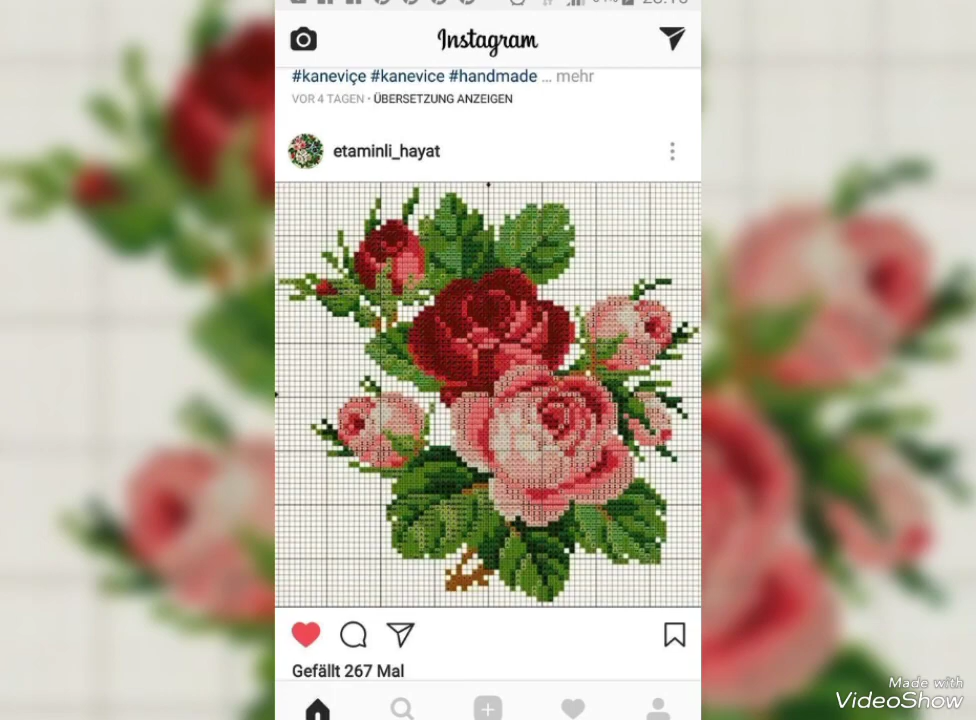 Instagram
#kaneviçe #kanevice #handmade ... mehr
VOR 4 TAGEN • ÜBERSETZUNG ANZEIGEN
etaminli_hayat
Gefällt 267 Mal
Made with
VideoShow